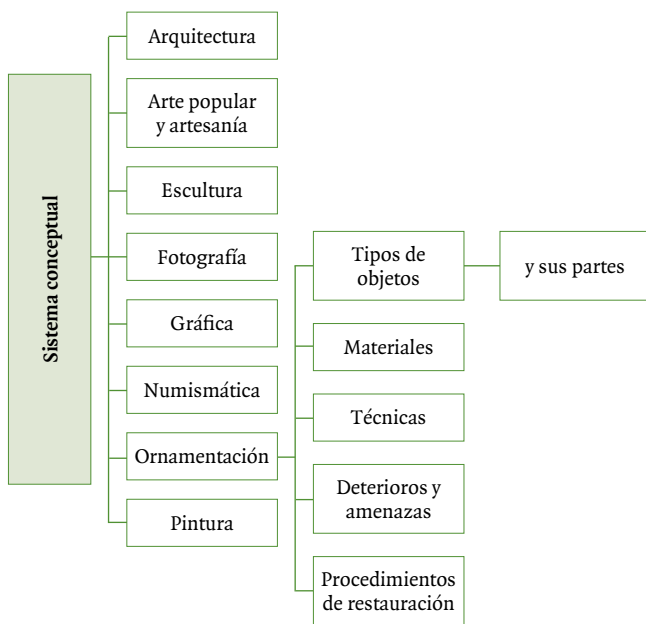 Sistema conceptual
Arquitectura
Arte popular
y artesanía
Escultura
Fotografía
Gráfica
Numismática
Ornamentación
Pintura
Tipos de
objetos
y sus partes
Materiales
Técnicas
Deterioros y
amenazas
Procedimientos
de restauración